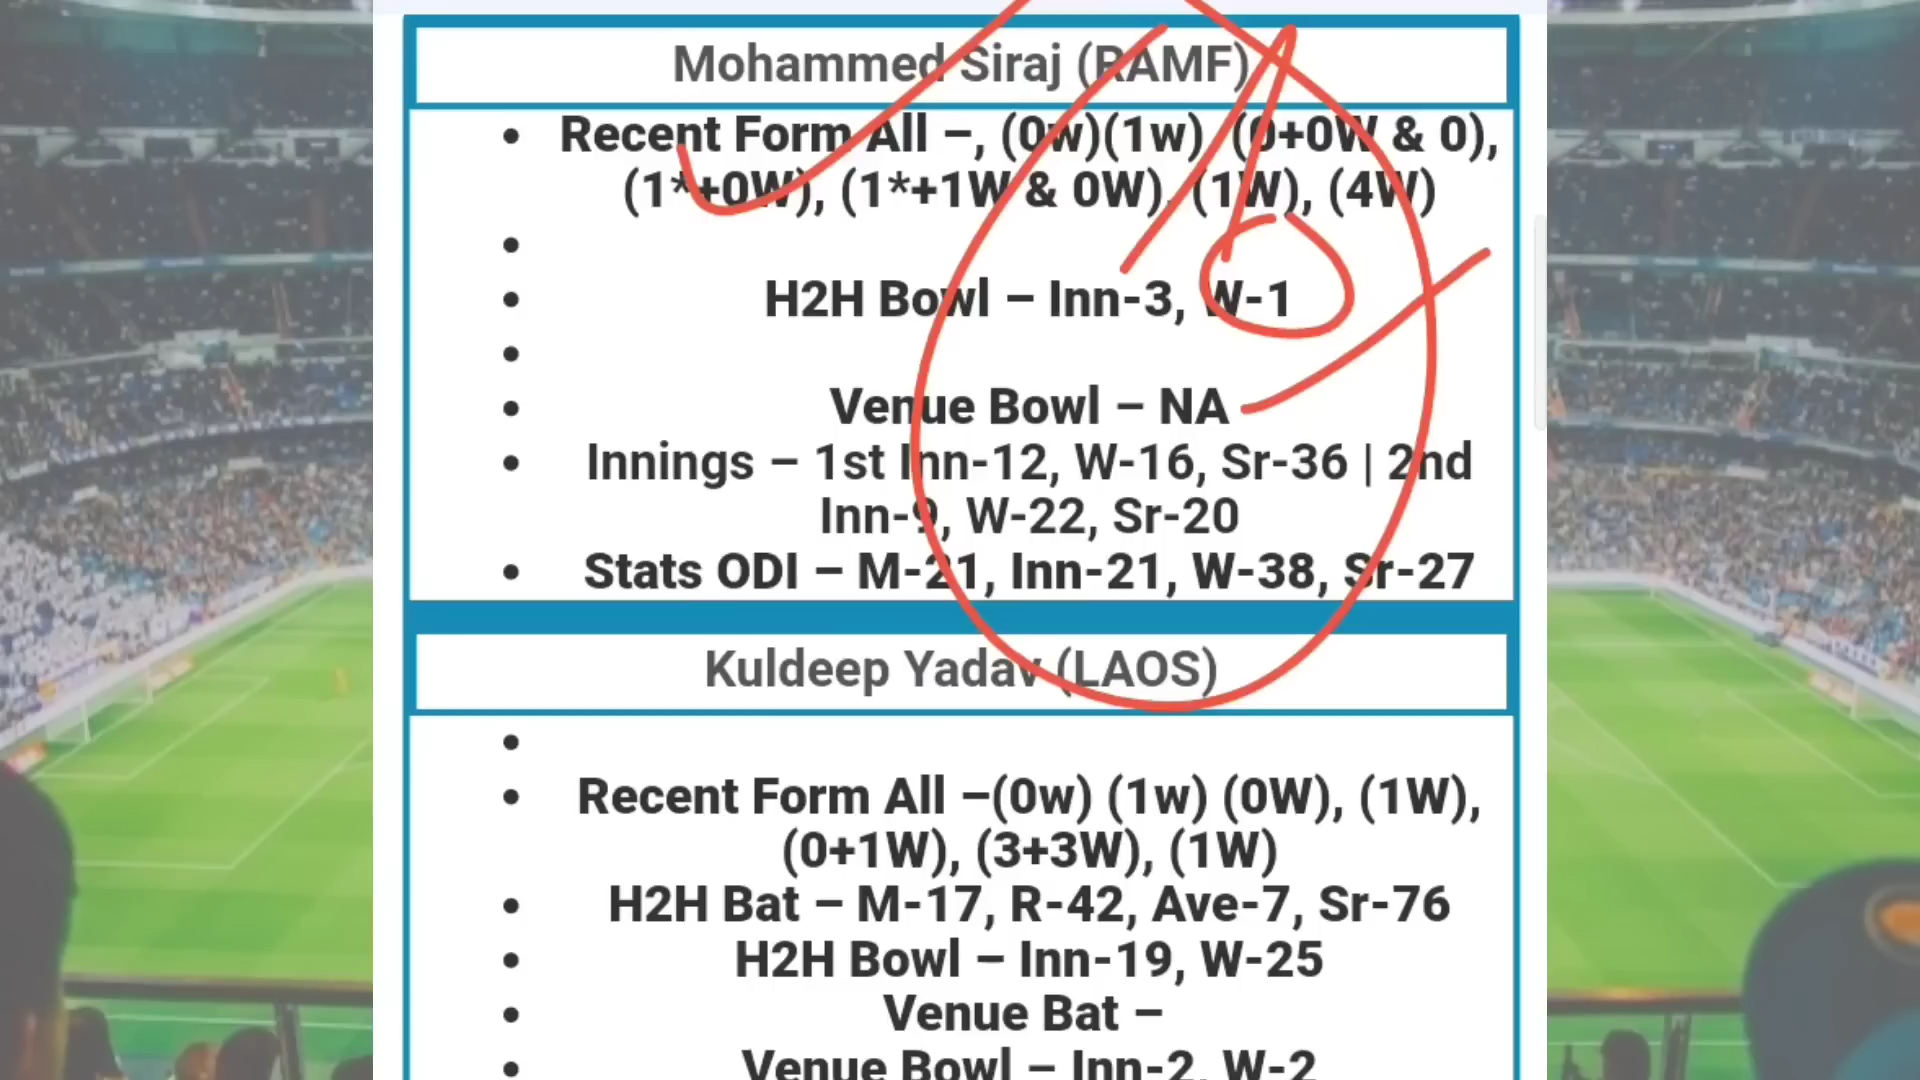 Mohammed Siraj (RAMF)
Recent Form All –, (0w)(1w) (0+0W & 0),
(1*+0W), (1*+1W & 0W), (1W), (4W)
H2H Bowl – Inn-3, W-1
Venue Bowl – NA
Innings – 1st Inn-12, W-16, Sr-36 | 2nd
Inn-9, W-22, Sr-20
Stats ODI – M-21, Inn-21, W-38, Sr-27
Kuldeep Yadav (LAOS)
Recent Form All –(0w) (1w) (0W), (1W),
(0+1W), (3+3W), (1W)
H2H Bat – M-17, R-42, Ave-7, Sr-76
H2H Bowl – Inn-19, W-25
Venue Bat –
Venue Bowl – Inn-2, W-2